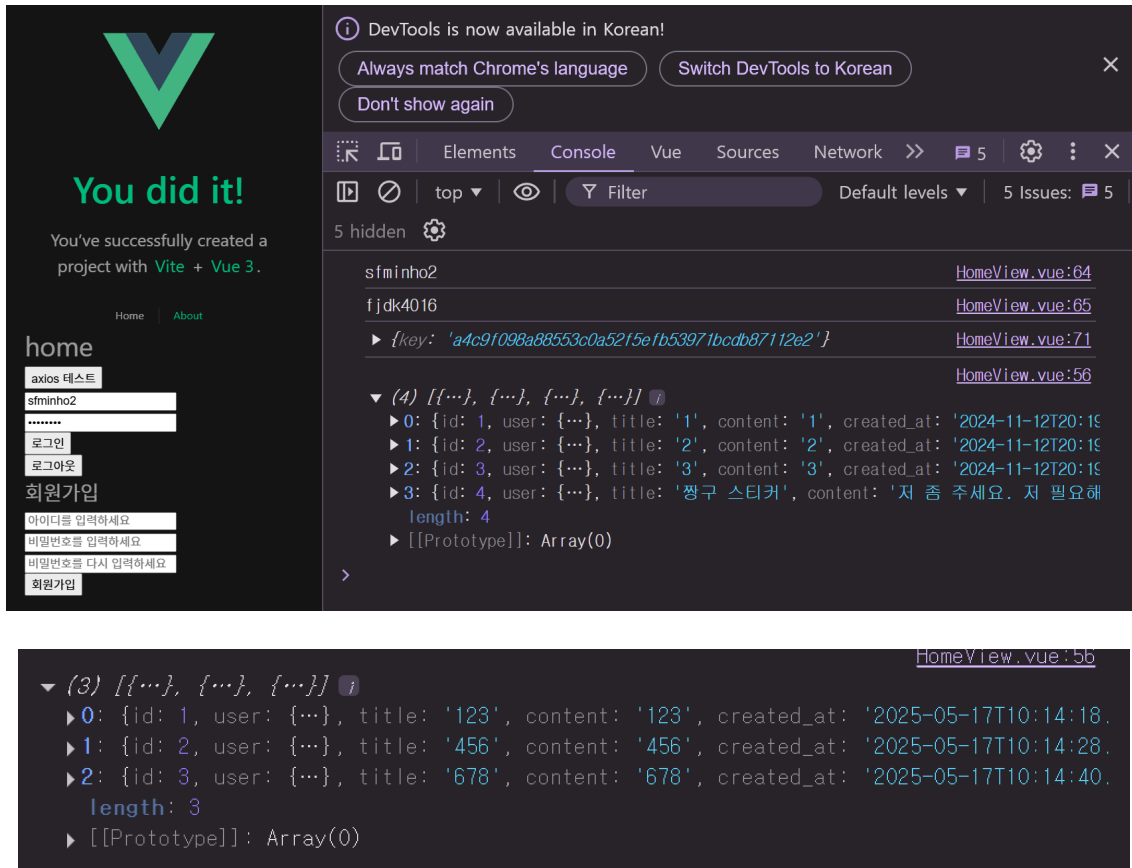 You did it!
You've successfully created a
project with Vite + Vue 3.
Home
About
home
axios 테스트
sfminho2
••••••••
로그인
로그아웃
회원가입
아이디를 입력하세요
비밀번호를 입력하세요
비밀번호를 다시 입력하세요
회원가입
DevTools is now available in Korean!
Always match Chrome's language
Switch DevTools to Korean
Don't show again
Elements Console Vue Sources Network 5
top Filter Default levels 5 Issues: 5
5 hidden
sfminho2 HomeView.vue:64
fjdk4016 HomeView.vue:65
{key: 'a4c9f098a88553c0a52f5efb53971bcdb87112e2'} HomeView.vue:71
HomeView.vue:56
(4) [{…}, {…}, {…}, {…}] i
0: {id: 1, user: {…}, title: '1', content: '1', created_at: '2024-11-12T20:19
1: {id: 2, user: {…}, title: '2', content: '2', created_at: '2024-11-12T20:19
2: {id: 3, user: {…}, title: '3', content: '3', created_at: '2024-11-12T20:19
3: {id: 4, user: {…}, title: '짱구 스티커', content: '저 좀 주세요. 저 필요해
length: 4
[[Prototype]]: Array(0)
HomeView.vue:56
(3) [{…}, {…}, {…}] i
0: {id: 1, user: {…}, title: '123', content: '123', created_at: '2025-05-17T10:14:18.
1: {id: 2, user: {…}, title: '456', content: '456', created_at: '2025-05-17T10:14:28.
2: {id: 3, user: {…}, title: '678', content: '678', created_at: '2025-05-17T10:14:40.
length: 3
[[Prototype]]: Array(0)